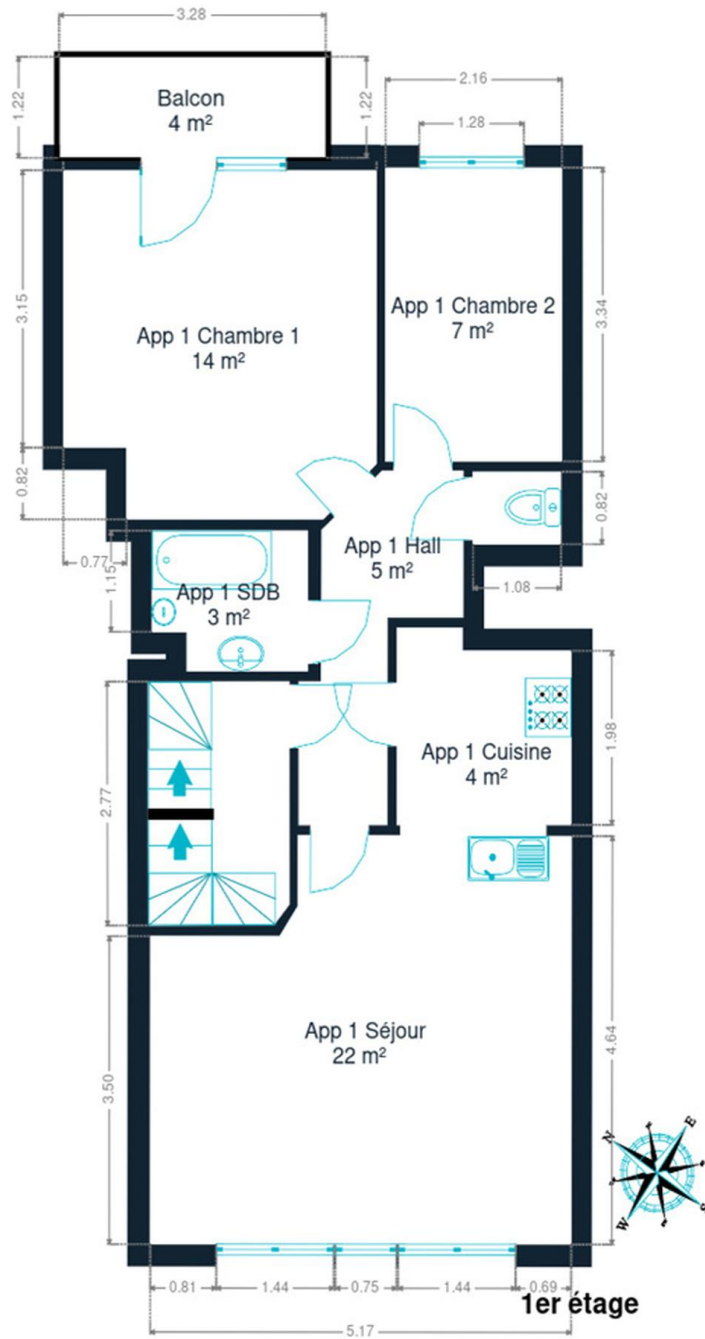 3.28
1.22
Balcon
4 m²
1.22
2.16
1.28
3.15
App 1 Chambre 1
14 m²
App 1 Chambre 2
7 m²
3.34
0.82
0.77
1.15
App 1 SDB
3 m²
App 1 Hall
5 m²
0.82
1.08
2.77
App 1 Cuisine
4 m²
1.98
3.50
App 1 Séjour
22 m²
4.64
N
E
W
S
0.81
1.44
0.75
1.44
0.69
1er étage
5.17